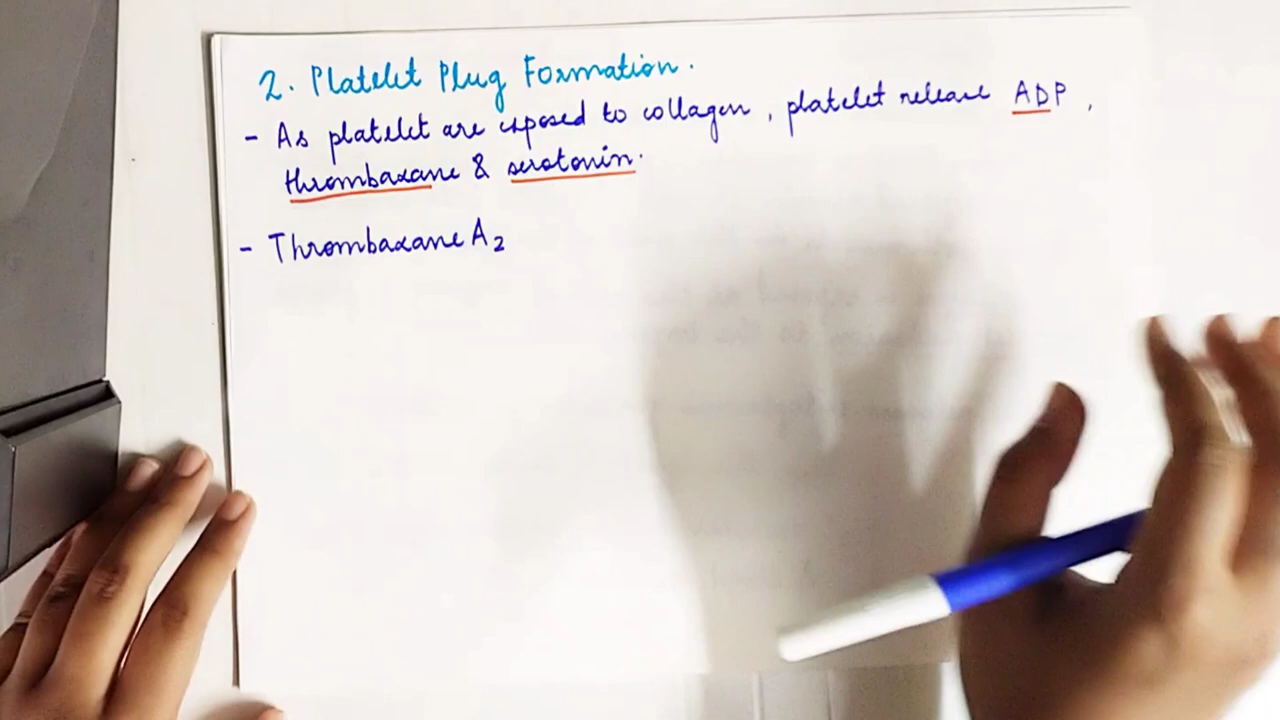 2. Platelet Plug Formation.
- As platelet are exposed to collagen, platelet release ADP,
thrombaxane & serotonin.
- Thrombaxane A2